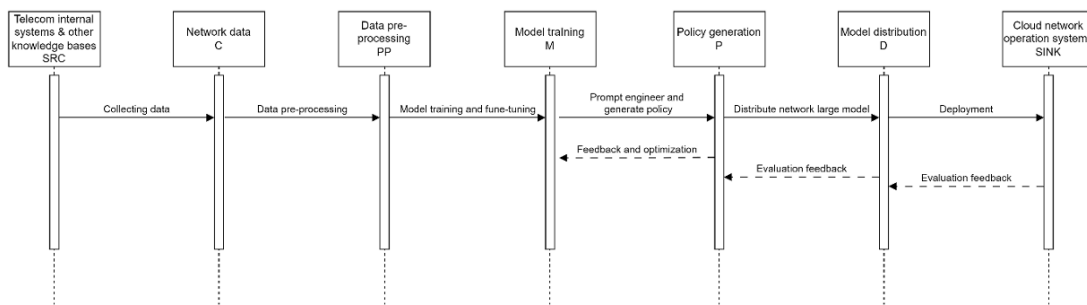 Telecom internal
systems & other
knowledge bases
SRC
Network data
C
Data pre-
processing
PP
Model training
M
Policy generation
P
Model distribution
D
Cloud network
operation system
SINK
Collecting data
Data pre-processing
Model training and fune-tuning
Prompt engineer and
generate policy
Distribute network large model
Deployment
Feedback and optimization
Evaluation feedback
Evaluation feedback